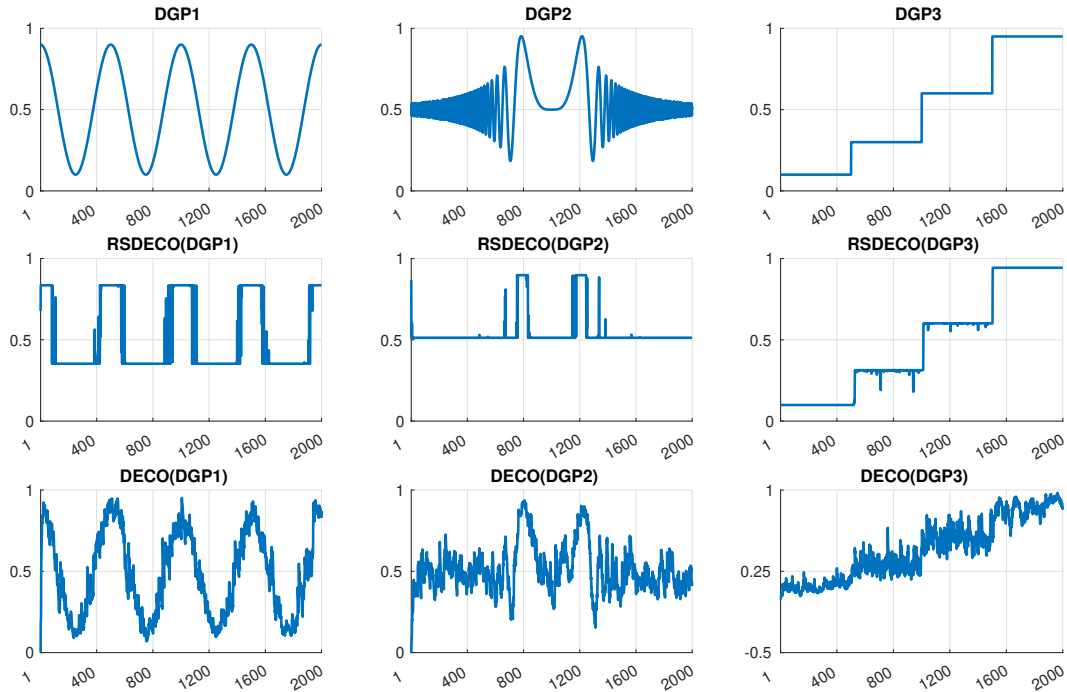 DGP1 DGP2 DGP3
1 1 1
0.5 0.5 0.5
0 0 0
1 400 800 1200 1600 2000 1 400 800 1200 1600 2000 1 400 800 1200 1600 2000
RSDECO(DGP1) RSDECO(DGP2) RSDECO(DGP3)
1 1 1
0.5 0.5 0.5
0 0 0
1 400 800 1200 1600 2000 1 400 800 1200 1600 2000 1 400 800 1200 1600 2000
DECO(DGP1) DECO(DGP2) DECO(DGP3)
1 1 1
0.5 0.5 0.25
0 0 -0.5
1 400 800 1200 1600 2000 1 400 800 1200 1600 2000 1 400 800 1200 1600 2000